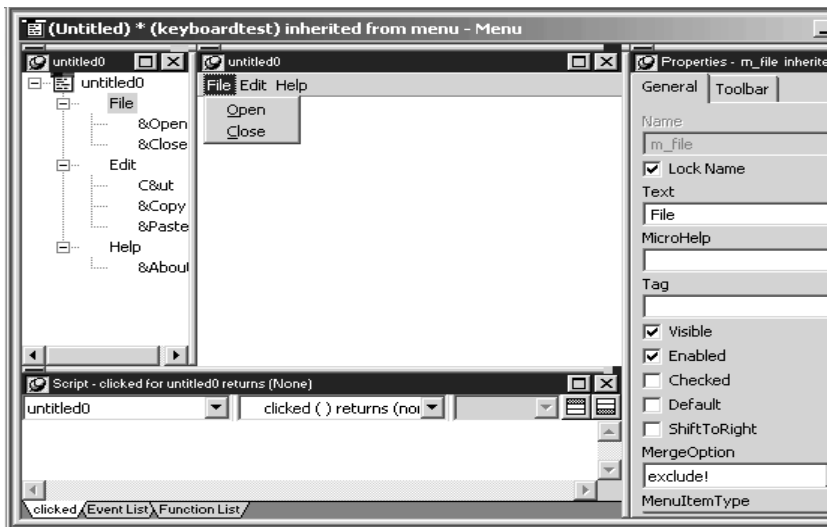 (Untitled) * (keyboardtest) inherited from menu - Menu
untitled0
untitled0
File
&Open
&Close
Edit
C&ut
&Copy
&Paste
Help
&About
untitled0
File Edit Help
Open
Close
Script - clicked for untitled0 returns (None)
untitled0
clicked ( ) returns (nor
clicked
Event List
Function List
Properties - m_file inherite
General
Toolbar
Name
m_file
Lock Name
Text
File
MicroHelp
Tag
Visible
Enabled
Checked
Default
ShiftToRight
MergeOption
exclude!
MenuItemType